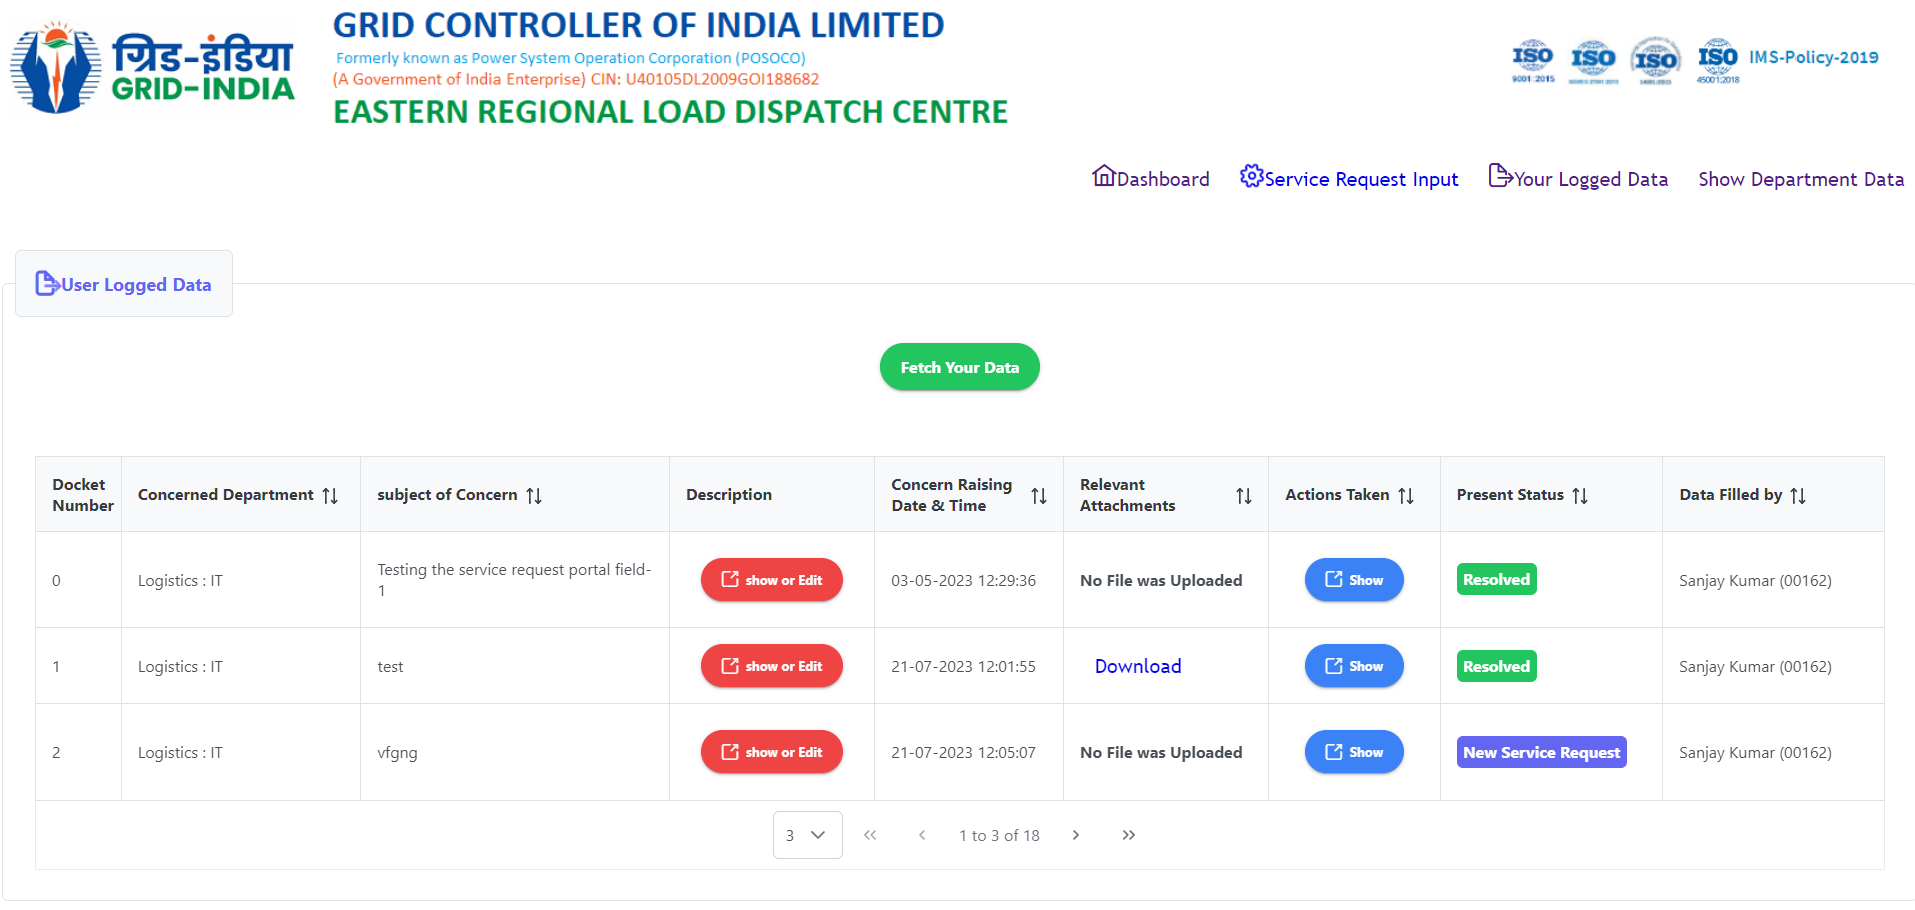 ग्रिड-इंडिया
GRID-INDIA
GRID CONTROLLER OF INDIA LIMITED
Formerly known as Power System Operation Corporation (POSOCO)
(A Government of India Enterprise) CIN: U40105DL2009GOI188682
EASTERN REGIONAL LOAD DISPATCH CENTRE
ISO ISO ISO ISO IMS-Policy-2019
9001:2015 45001:2018
Dashboard Service Request Input Your Logged Data Show Department Data
User Logged Data
Fetch Your Data
Docket Number Concerned Department subject of Concern Description Concern Raising Date & Time Relevant Attachments Actions Taken Present Status Data Filled by
0 Logistics : IT Testing the service request portal field-1 show or Edit 03-05-2023 12:29:36 No File was Uploaded Show Resolved Sanjay Kumar (00162)
1 Logistics : IT test show or Edit 21-07-2023 12:01:55 Download Show Resolved Sanjay Kumar (00162)
2 Logistics : IT vfgng show or Edit 21-07-2023 12:05:07 No File was Uploaded Show New Service Request Sanjay Kumar (00162)
3 1 to 3 of 18